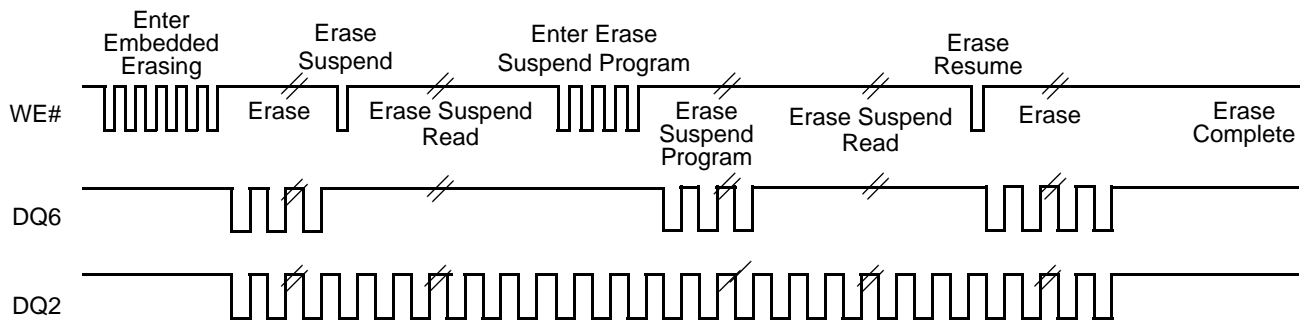 Enter
Embedded
Erasing
Erase
Suspend
Enter Erase
Suspend Program
Erase
Resume
WE#
Erase
Erase Suspend
Read
Erase
Suspend
Program
Erase Suspend
Read
Erase
Erase
Complete
DQ6
DQ2